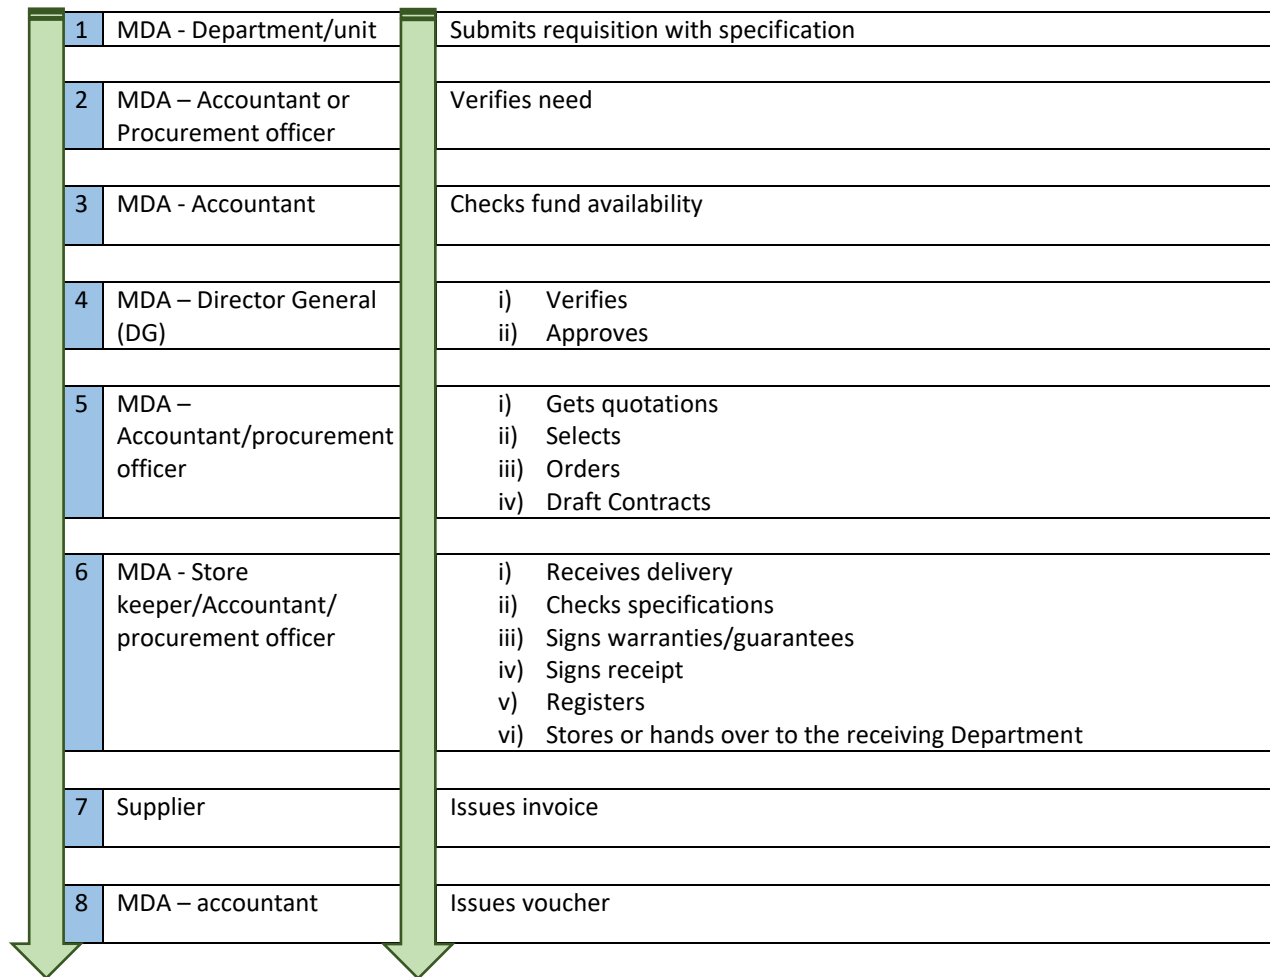 1 MDA - Department/unit Submits requisition with specification
2 MDA – Accountant or Verifies need
Procurement officer
3 MDA - Accountant Checks fund availability
4 MDA – Director General i) Verifies
(DG) ii) Approves
5 MDA – i) Gets quotations
Accountant/procurement ii) Selects
officer iii) Orders
iv) Draft Contracts
6 MDA - Store i) Receives delivery
keeper/Accountant/ ii) Checks specifications
procurement officer iii) Signs warranties/guarantees
iv) Signs receipt
v) Registers
vi) Stores or hands over to the receiving Department
7 Supplier Issues invoice
8 MDA – accountant Issues voucher